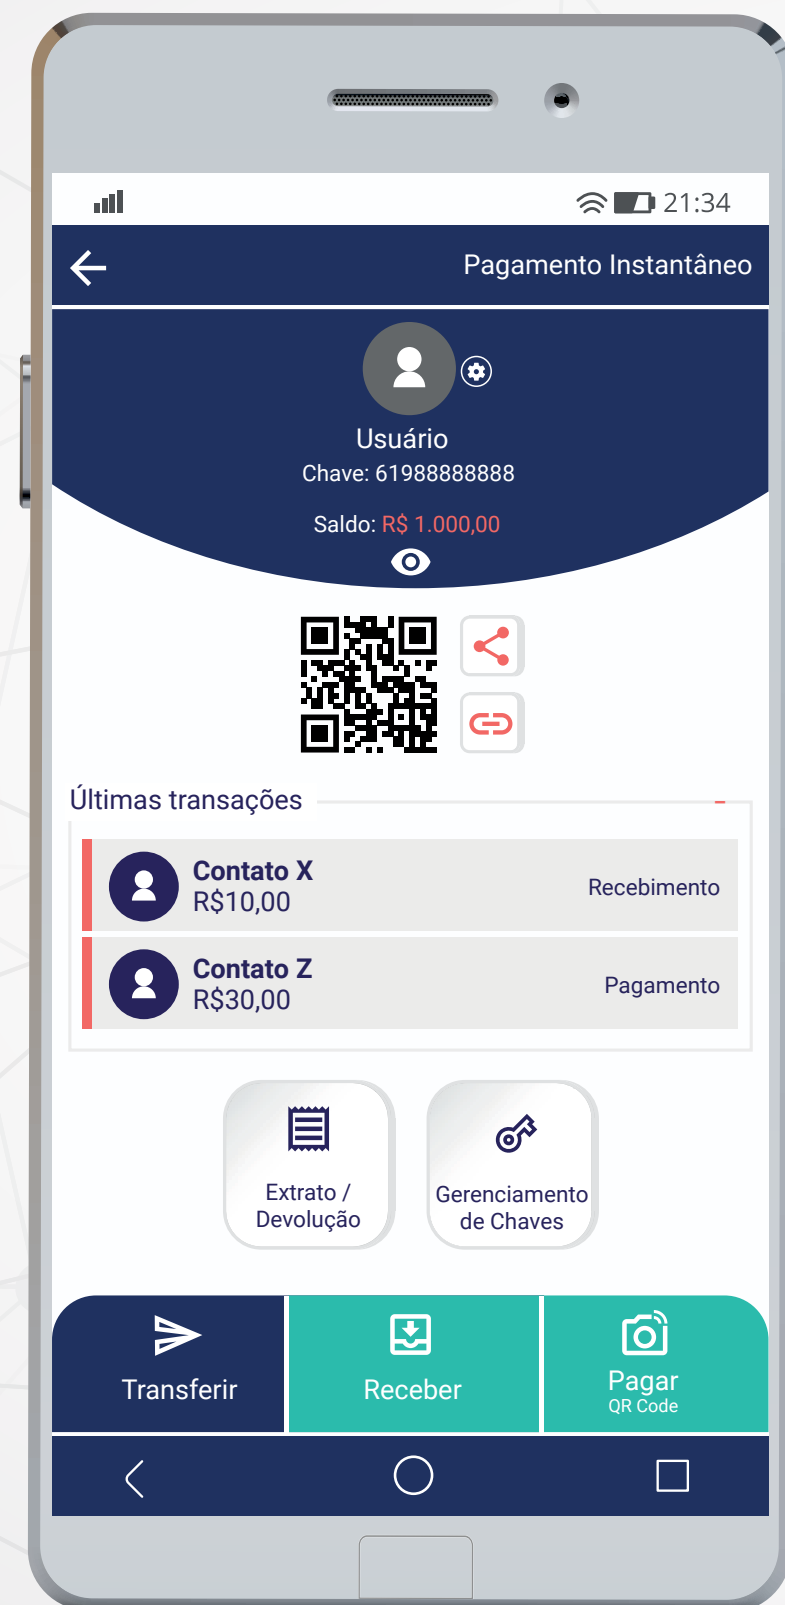 21:34
Pagamento Instantâneo
Usuário
Chave: 61988888888
Saldo: R$ 1.000,00
Últimas transações
Contato X
R$10,00
Recebimento
Contato Z
R$30,00
Pagamento
Extrato /
Devolução
Gerenciamento
de Chaves
Transferir
Receber
Pagar
QR Code